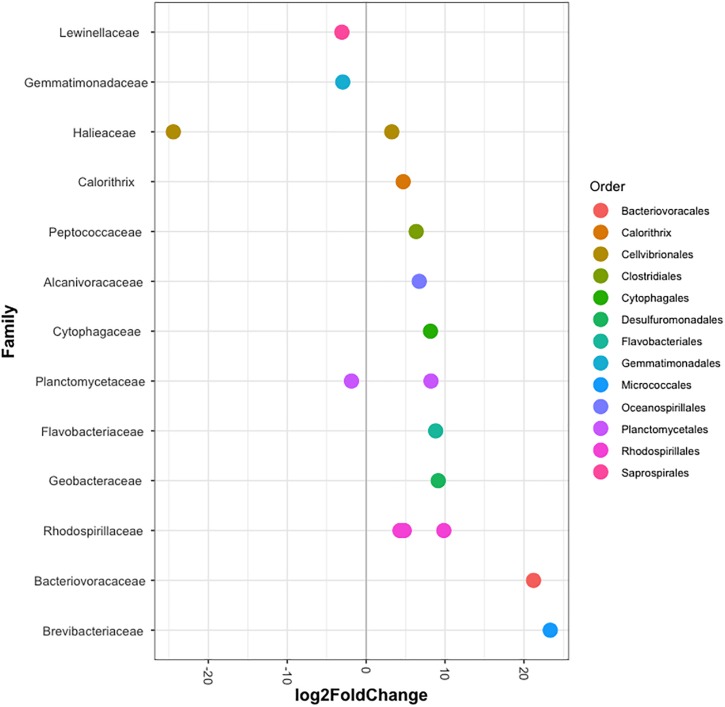 Family
Lewinellaceae
Gemmatimonadaceae
Halieaceae
Calorithrix
Peptococcaceae
Alcanivoracaceae
Cytophagaceae
Planctomycetaceae
Flavobacteriaceae
Geobacteraceae
Rhodospirillaceae
Bacteriovoracaceae
Brevibacteriaceae
-20
-10
0
10
20
log2FoldChange
Order
Bacteriovoracales
Calorithrix
Cellvibrionales
Clostridiales
Cytophagales
Desulfuromonadales
Flavobacteriales
Gemmatimonadales
Micrococcales
Oceanospirillales
Planctomycetales
Rhodospirillales
Saprospirales